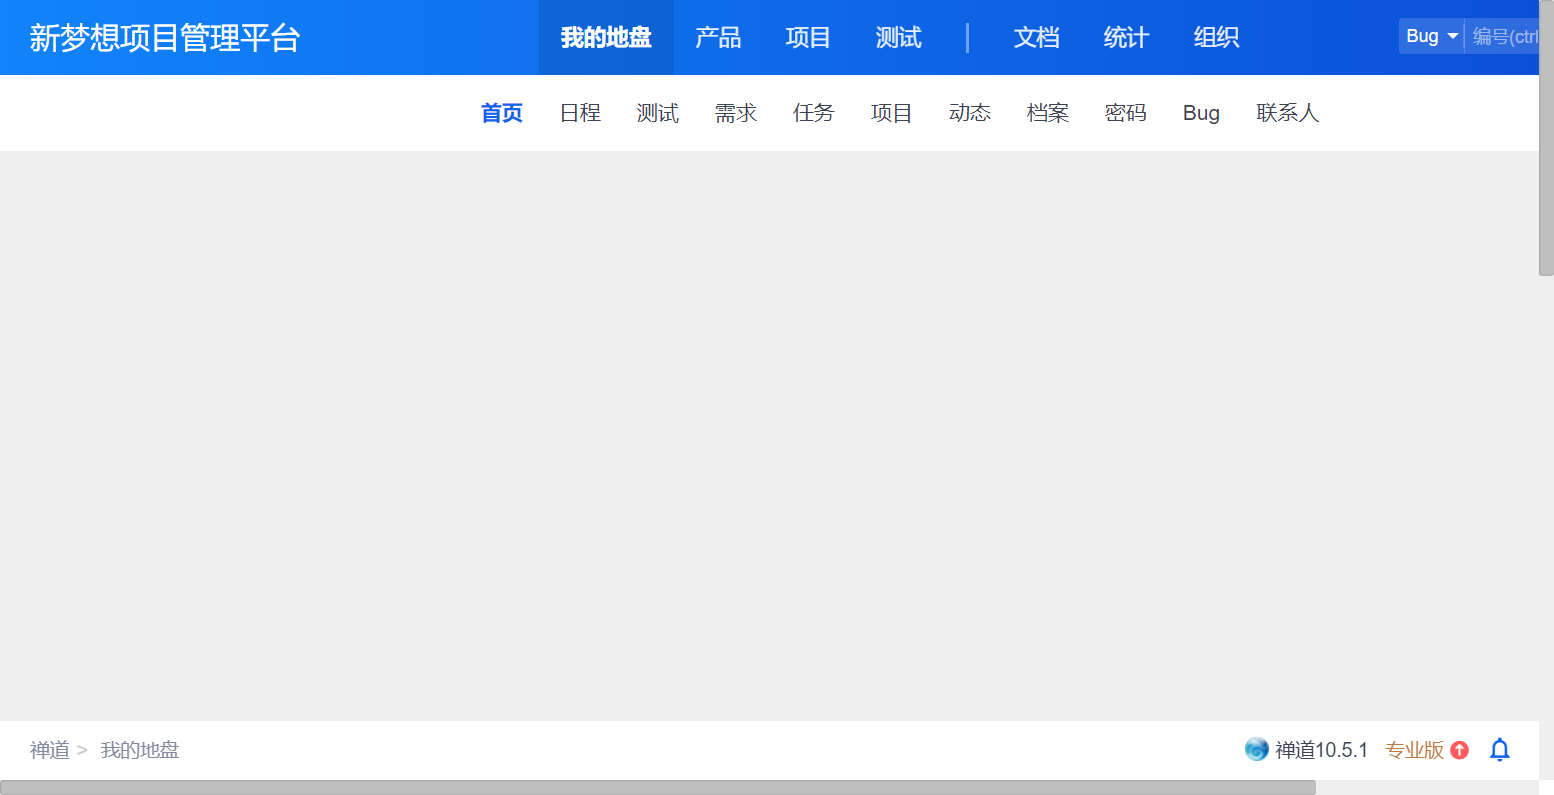 新梦想项目管理平台 我的地盘 产品 项目 测试 文档 统计 组织 Bug 编号(ctrl
首页 日程 测试 需求 任务 项目 动态 档案 密码 Bug 联系人
禅道 > 我的地盘 禅道10.5.1 专业版